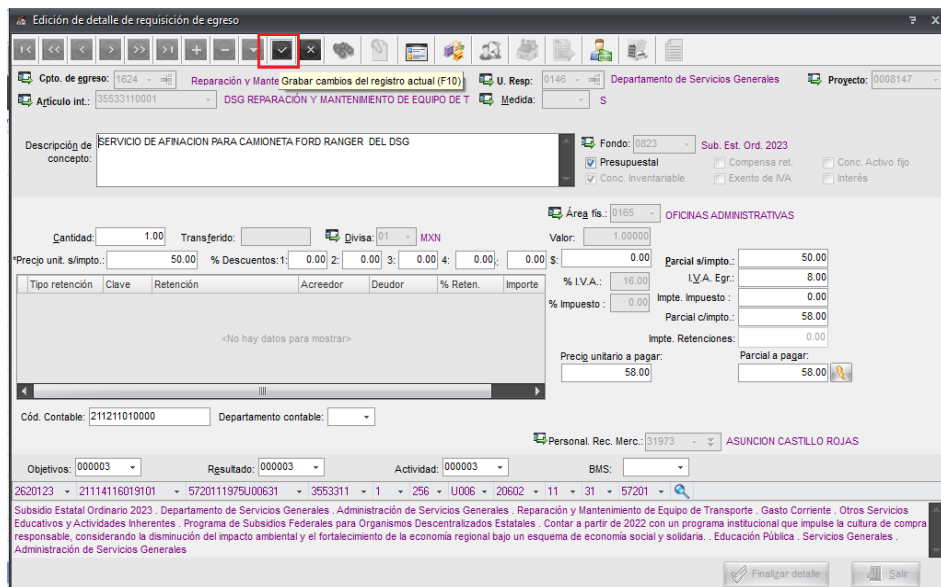 Edición de detalle de requisición de egreso
Cpto. de egreso: 1624 Reparación y Mante Grabar cambios del registro actual (F10) U. Resp: 0146 Departamento de Servicios Generales Proyecto: 0008147
Artículo int.: 35533110001 DSG REPARACIÓN Y MANTENIMIENTO DE EQUIPO DE T Medida: S
Descripción de concepto: SERVICIO DE AFINACION PARA CAMIONETA FORD RANGER DEL DSG
Fondo: 0823 Sub. Est. Ord. 2023
Presupuestal Compensa ret. Conc. Activo fijo
Conc. Inventariable Exento de IVA Interés
Área fís.: 0165 OFICINAS ADMINISTRATIVAS
Cantidad: 1.00 Transferido: Divisa: 01 MXN Valor: 1.00000
*Precio unit. s/impto.: 50.00 % Descuentos: 1: 0.00 2: 0.00 3: 0.00 4: 0.00 : 0.00 $: 0.00 Parcial s/impto.: 50.00
Tipo retención Clave Retención Acreedor Deudor % Reten. Importe
% I.V.A.: 16.00 I.V.A. Egr.: 8.00
% Impuesto : 0.00 Impte. Impuesto : 0.00
Parcial c/impto.: 58.00
<No hay datos para mostrar>
Impte. Retenciones: 0.00
Precio unitario a pagar: Parcial a pagar:
58.00 58.00
Cód. Contable: 211211010000 Departamento contable:
Personal. Rec. Merc.: 31973 ASUNCION CASTILLO ROJAS
Objetivos: 000003 Resultado: 000003 Actividad: 000003 BMS:
2620123 21114116019101 5720111975U00631 3553311 1 256 U006 20602 11 31 57201
Subsidio Estatal Ordinario 2023 . Departamento de Servicios Generales . Administración de Servicios Generales . Reparación y Mantenimiento de Equipo de Transporte . Gasto Corriente . Otros Servicios
Educativos y Actividades Inherentes . Programa de Subsidios Federales para Organismos Descentralizados Estatales . Contar a partir de 2022 con un programa institucional que impulse la cultura de compra
responsable, considerando la disminución del impacto ambiental y el fortalecimiento de la economía regional bajo un esquema de economía social y solidaria. . Educación Pública . Servicios Generales .
Administración de Servicios Generales
Finalizar detalle Salir